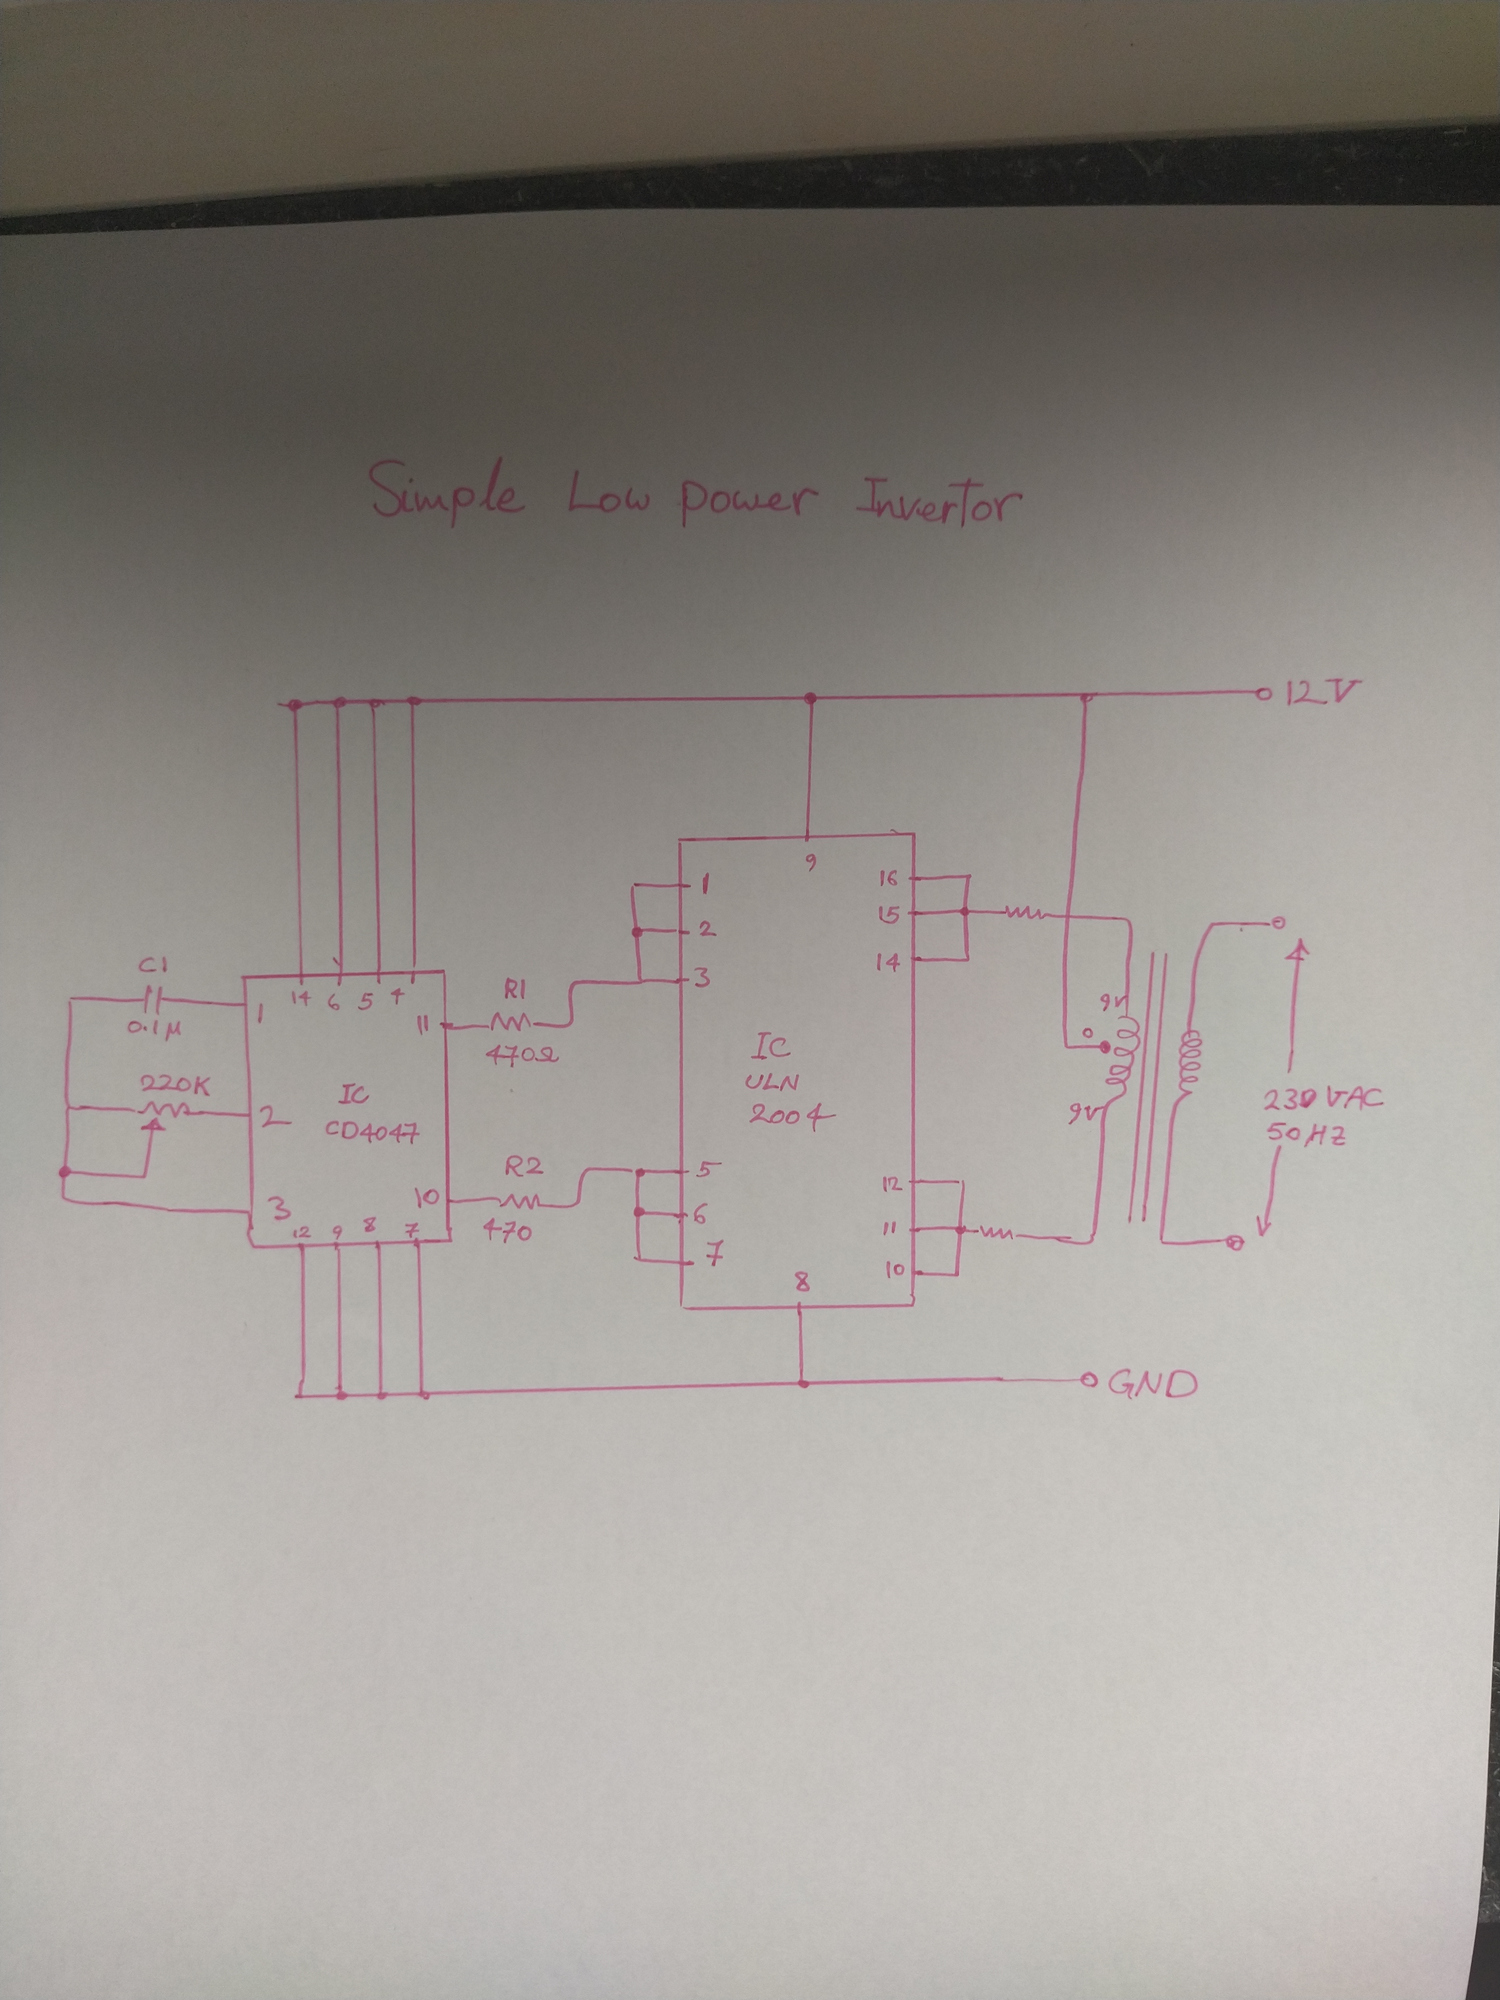 Simple Low power Invertor
12V
9
1
2
3
16
15
14
C1
0.1µ
14 6 5 4
1
11
R1
470Ω
220K
2
IC
CD4047
IC
ULN
2004
9V
0
9V
230 VAC
50HZ
3
10
12 9 8 7
R2
470
5
6
7
12
11
10
8
GND